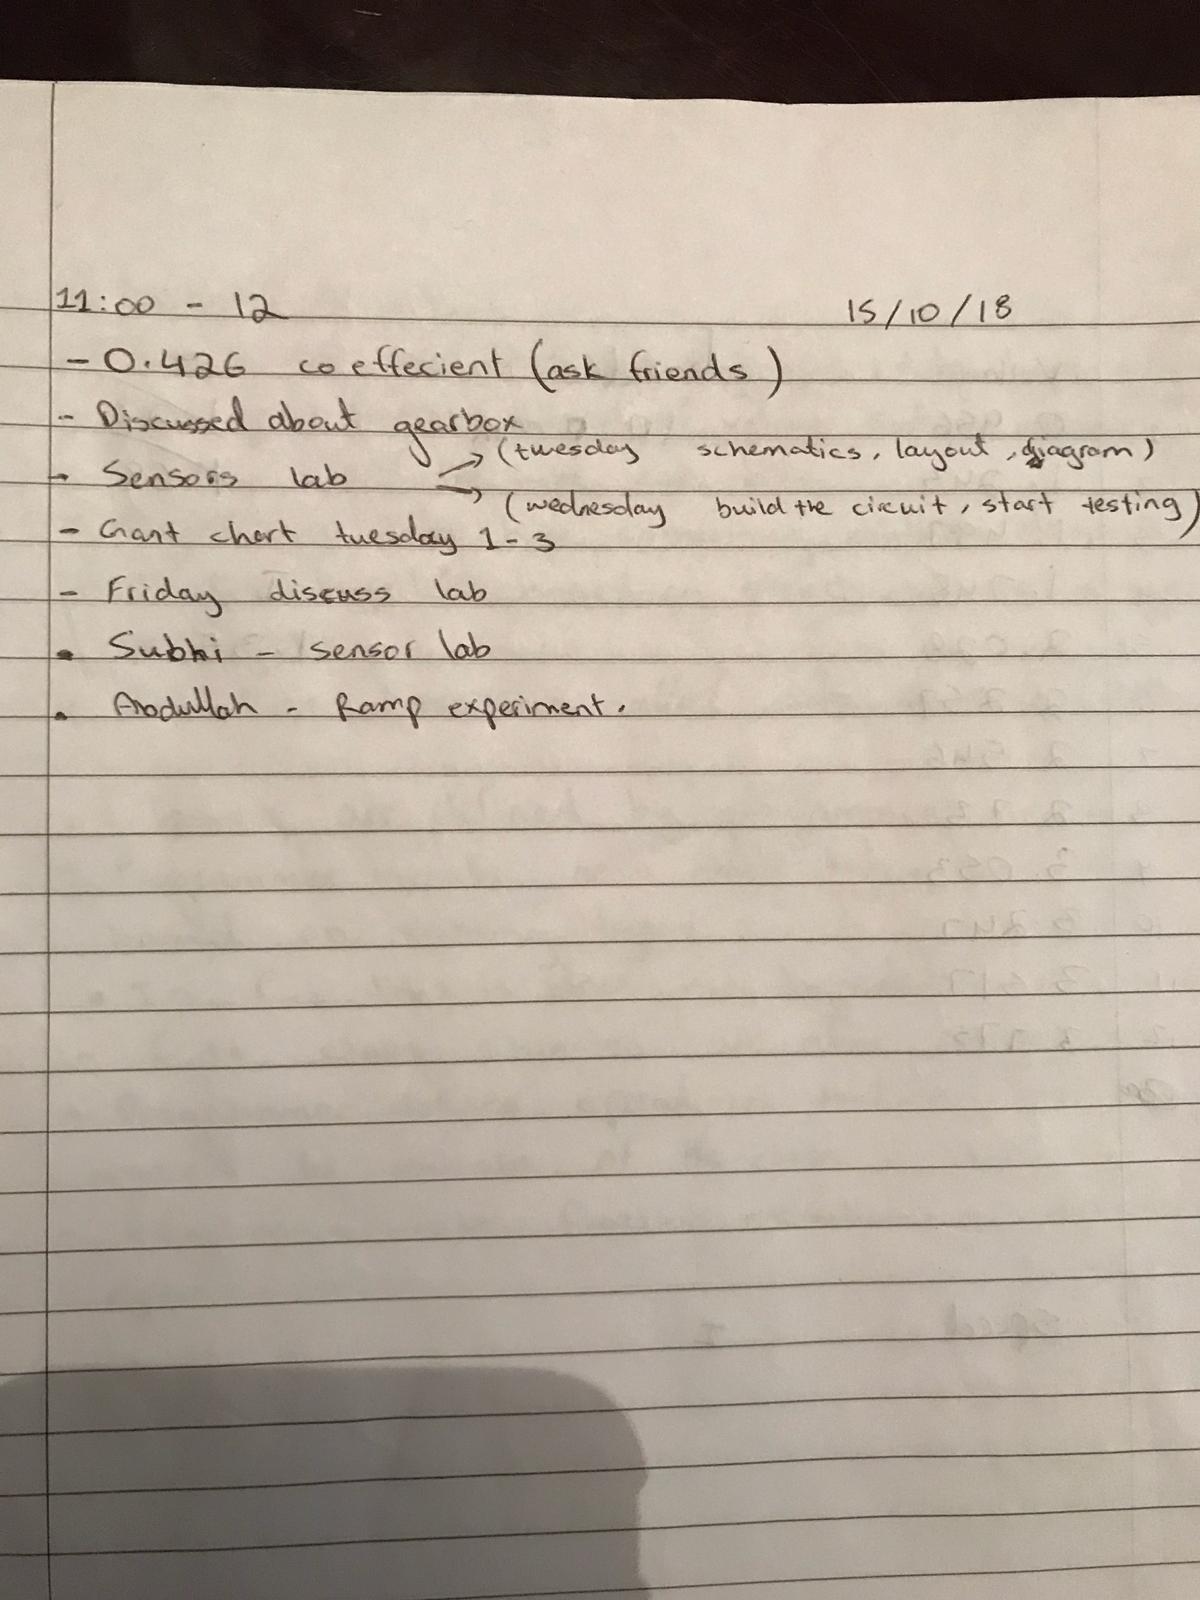 11:00 - 12 15/10/18
- 0.426 coeffecient (ask friends)
- Discussed about gearbox
(tuesday schematics, layout, diagram)
- Sensors lab
(wednesday build the circuit, start testing)
- Gant chart tuesday 1-3
- Friday discuss lab
• Subhi - sensor lab
• Abdullah - Ramp experiment.